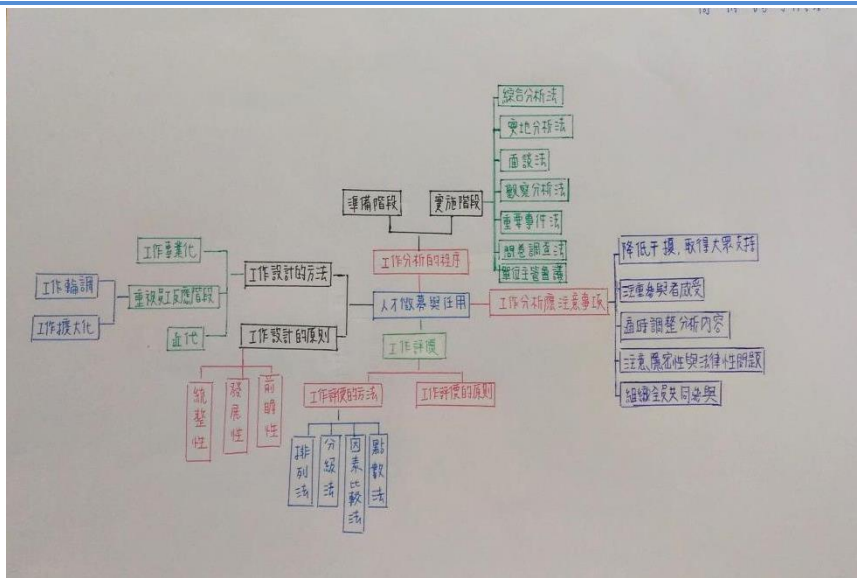 綜合分析法
實地分析法
面談法
觀察分析法
重要事件法
問卷調查法
單位主管會議
準備階段
實施階段
工作分析的程序
人才徵募與任用
工作分析應注意事項
降低干擾,取得大眾支持
注重參與者感受
適時調整分析內容
注意嚴密性與法律性問題
組織全員共同參與
工作設計的方法
工作專業化
重視員工反應階段
近代
工作輪調
工作擴大化
工作設計的原則
統整性
發展性
前瞻性
工作評價
工作評價的方法
工作評價的原則
排列法
分級法
因素比較法
點數法